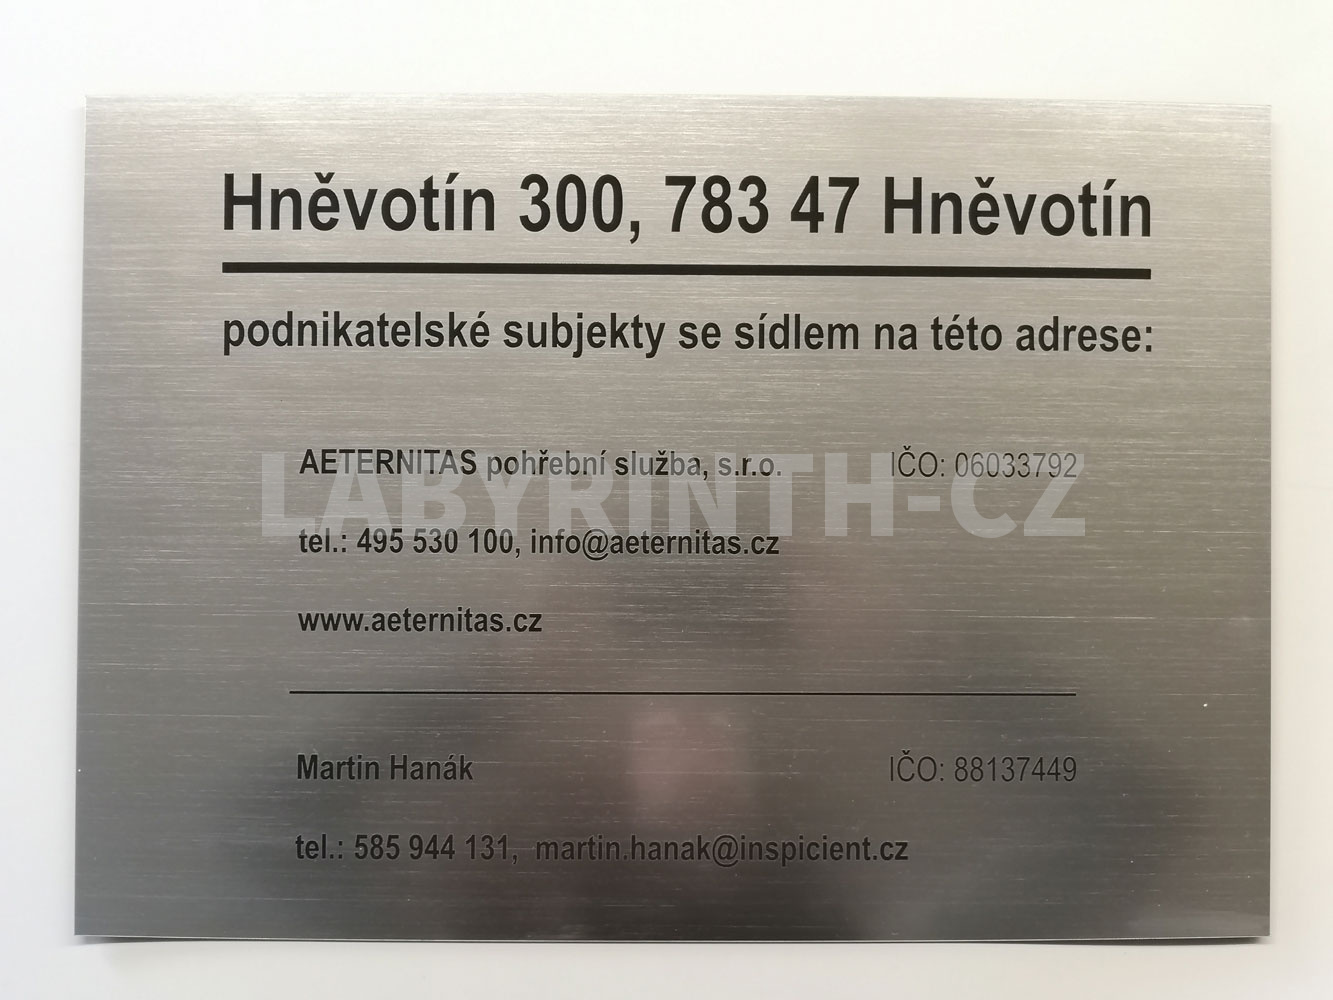 Hněvotín 300, 783 47 Hněvotín
podnikatelské subjekty se sídlem na této adrese:
AETERNITAS pohřební služba, s.r.o. IČO: 06033792
LABYRINTH-CZ
tel.: 495 530 100, info@aeternitas.cz
www.aeternitas.cz
Martin Hanák IČO: 88137449
tel.: 585 944 131, martin.hanak@inspicient.cz